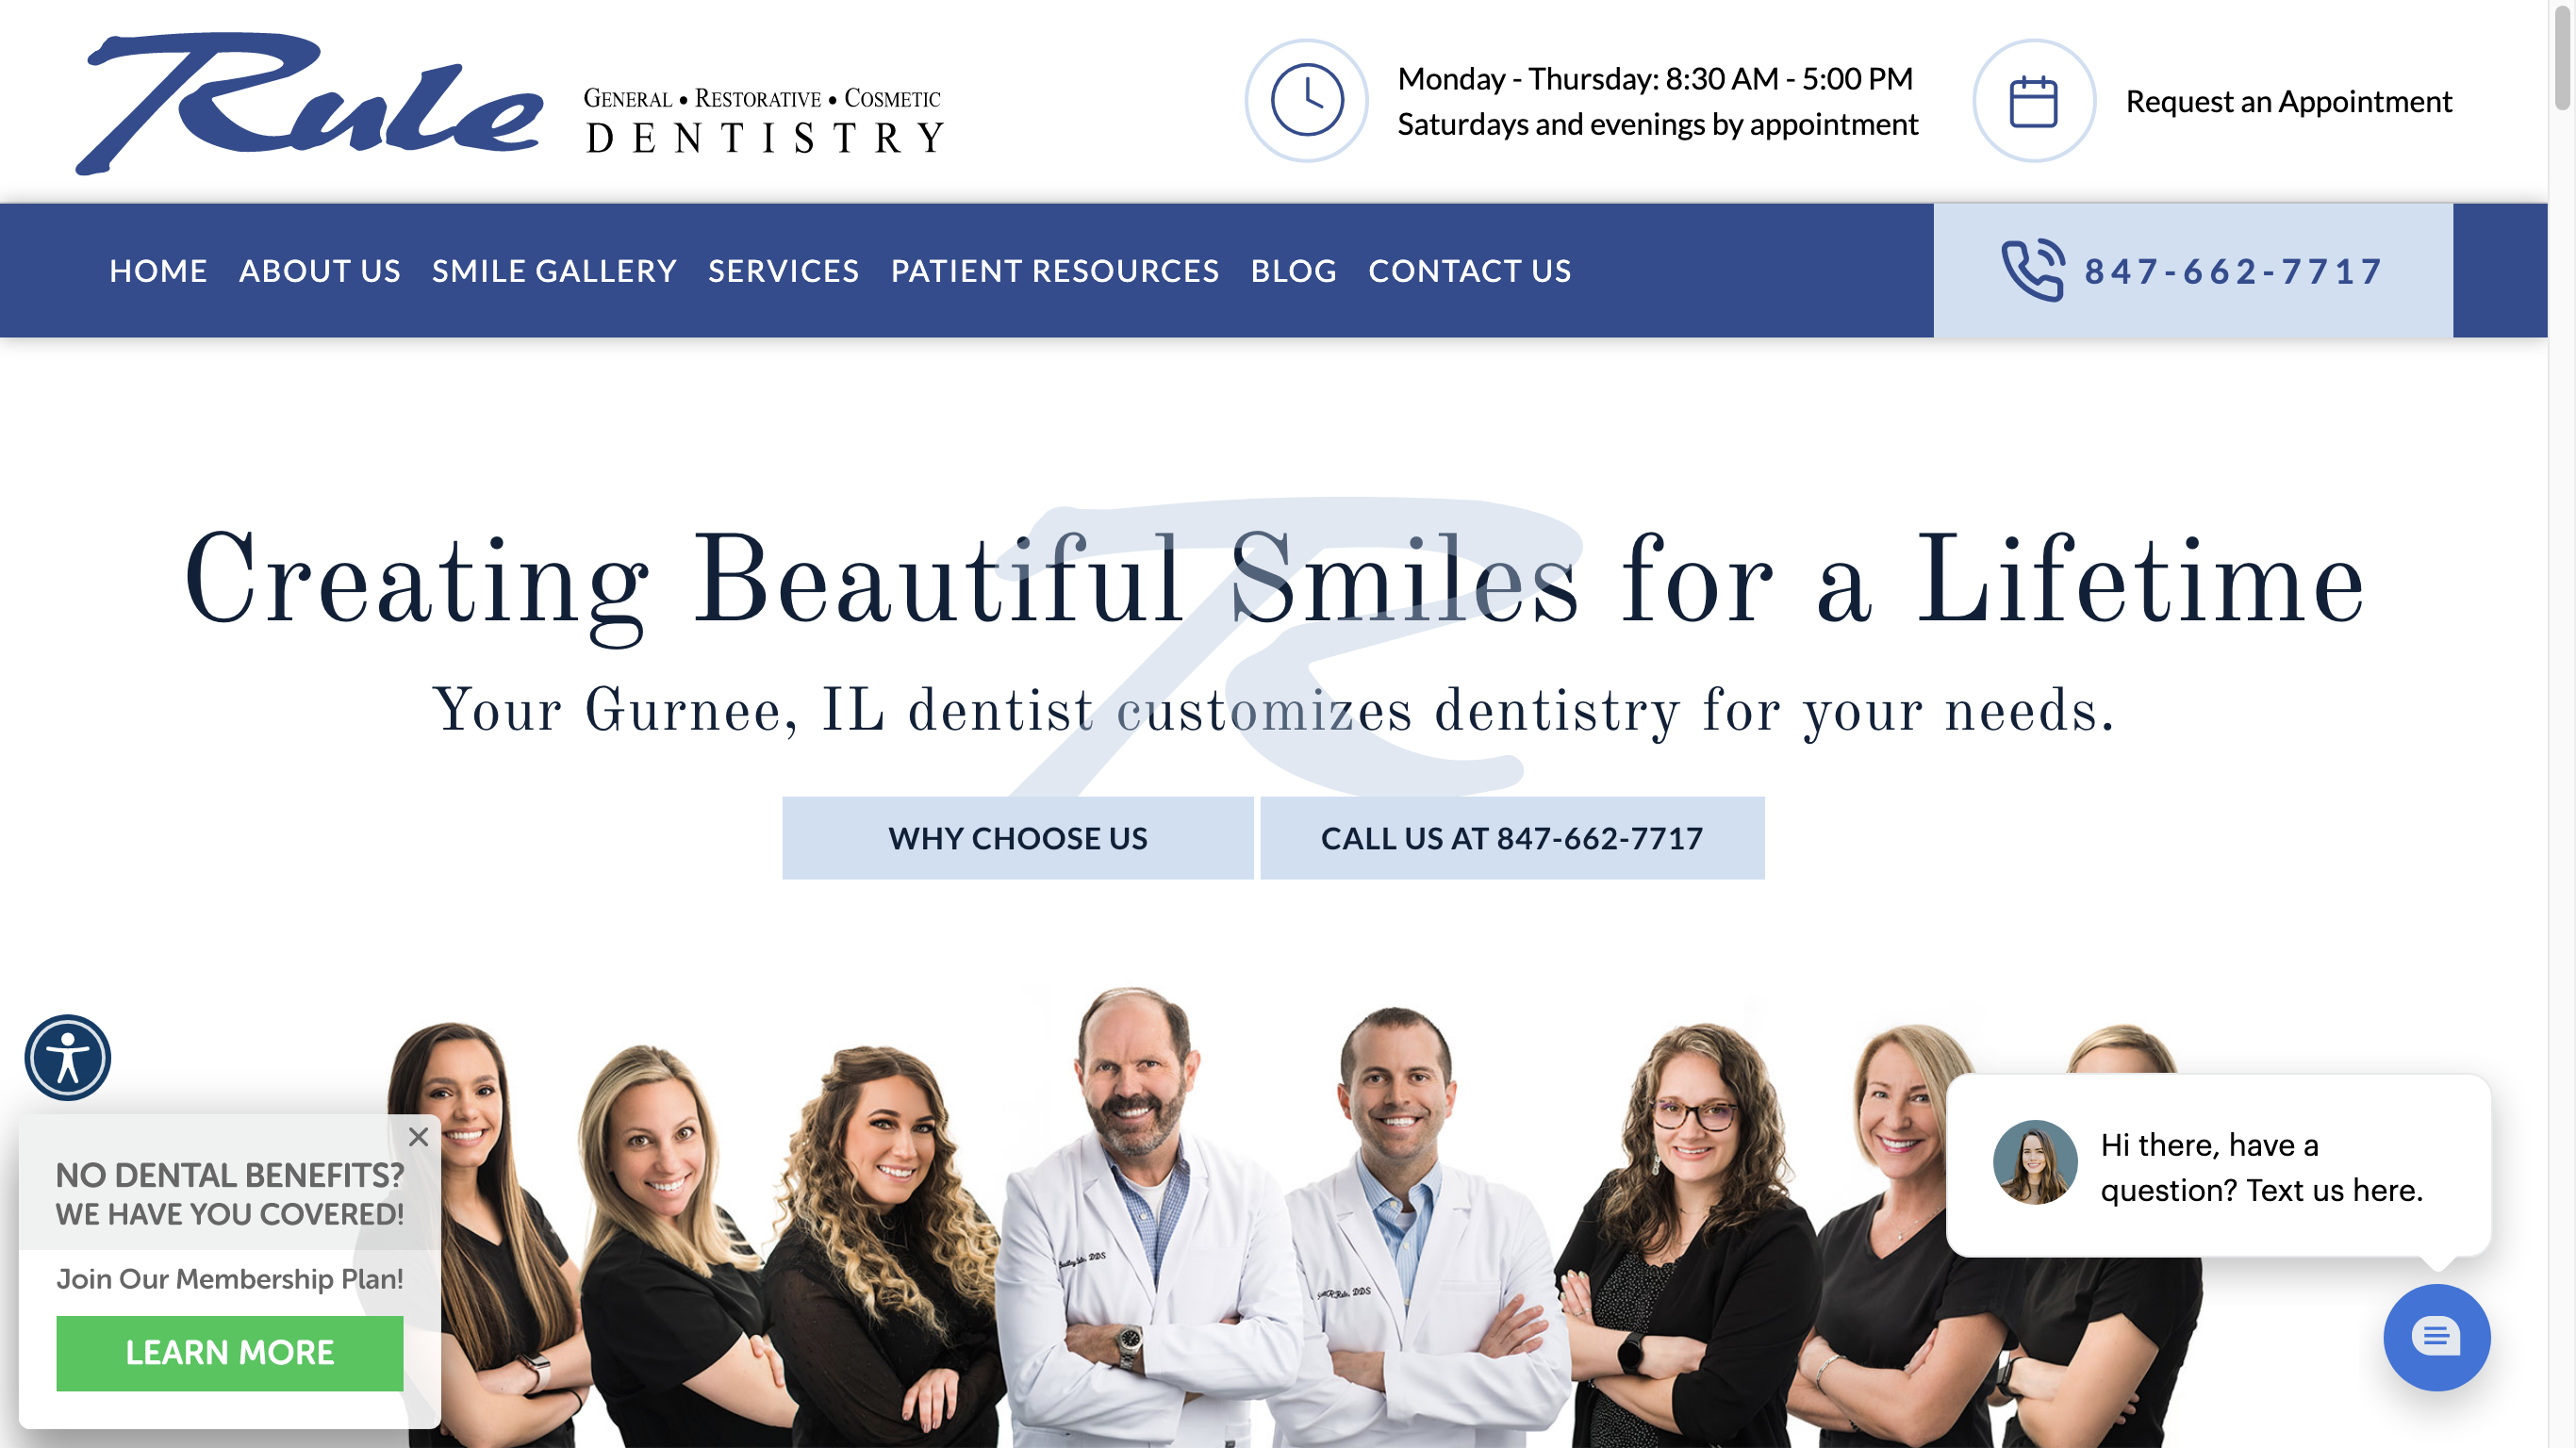 Rule
GENERAL • RESTORATIVE • COSMETIC
DENTISTRY
Monday - Thursday: 8:30 AM - 5:00 PM
Saturdays and evenings by appointment
Request an Appointment
HOME ABOUT US SMILE GALLERY SERVICES PATIENT RESOURCES BLOG CONTACT US
847-662-7717
Creating Beautiful Smiles for a Lifetime
Your Gurnee, IL dentist customizes dentistry for your needs.
WHY CHOOSE US
CALL US AT 847-662-7717
NO DENTAL BENEFITS?
WE HAVE YOU COVERED!
Join Our Membership Plan!
LEARN MORE
DDS
DDS
Hi there, have a
question? Text us here.